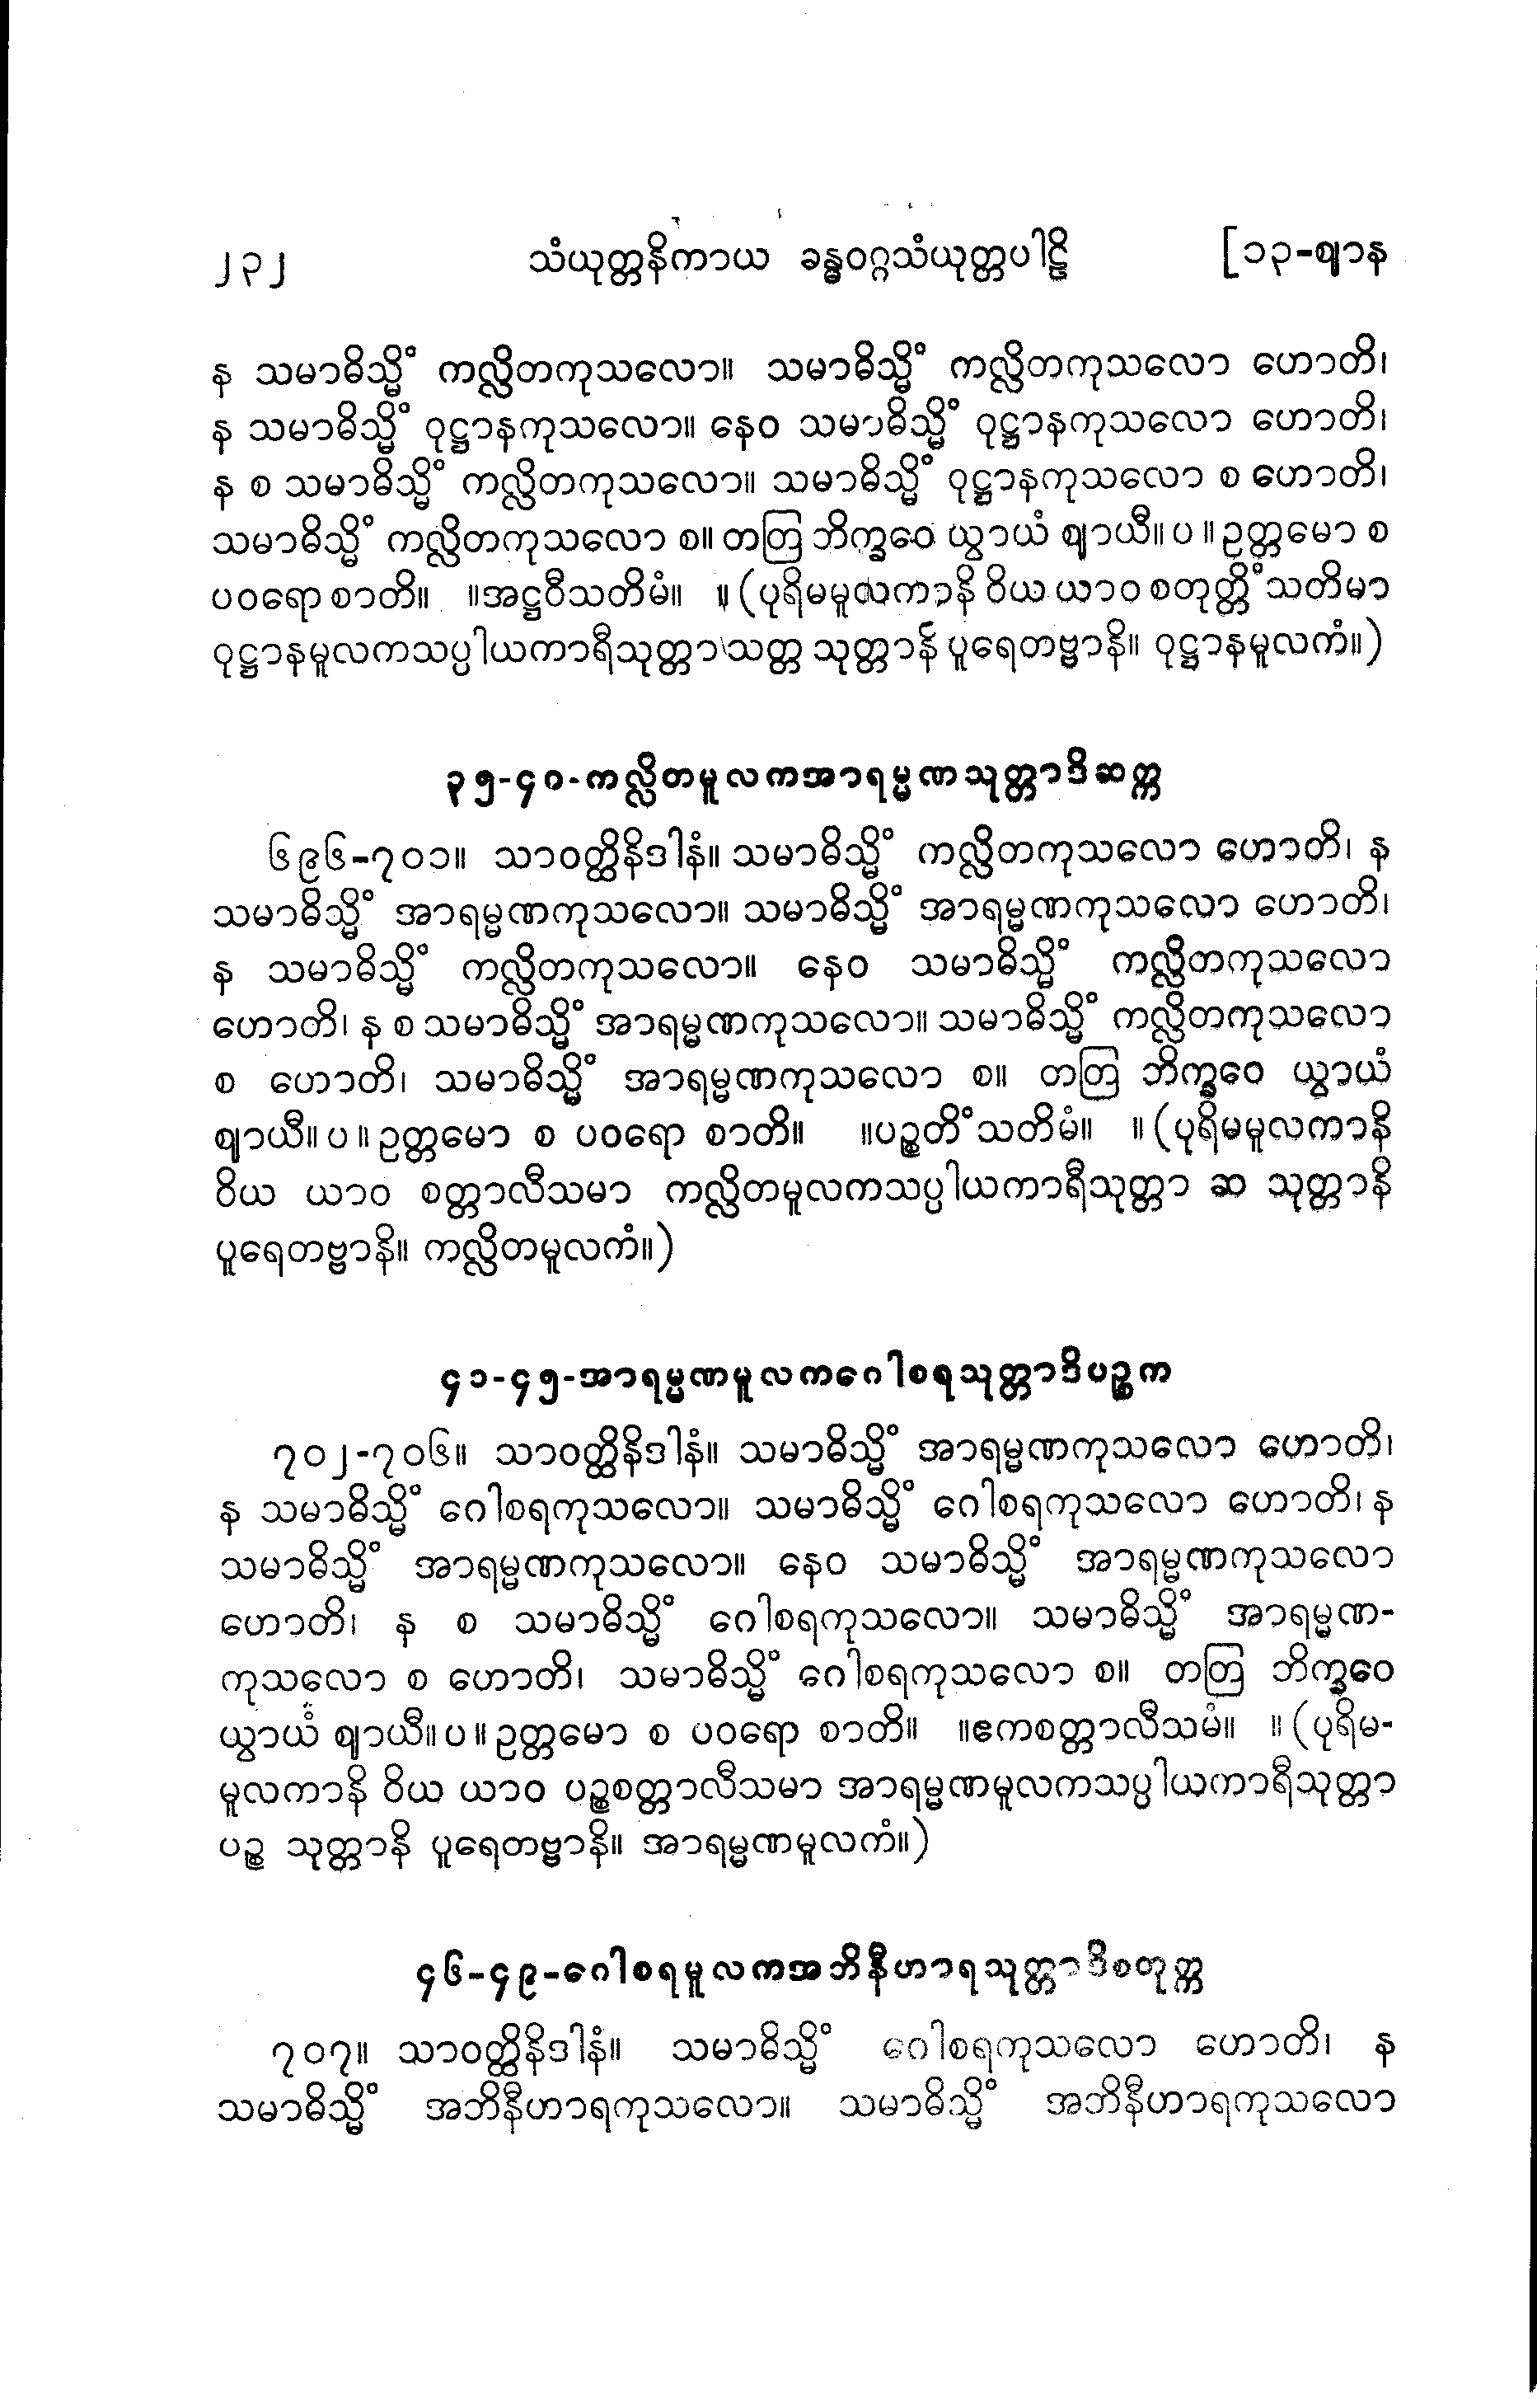 ၂၃၂ သံယုတ္တနိကာယ ခန္ဓဝဂ္ဂသံယုတ္တပါဠိ [၁၃-ဈာန
န သမာဓိသ္မိံ ကလ္လိတကုသလော။ သမာဓိသ္မိံ ကလ္လိတကုသလော ဟောတိ၊
န သမာဓိသ္မိံ ဝုဋ္ဌာနကုသလော။ နေဝ သမာဓိသ္မိံ ဝုဋ္ဌာနကုသလော ဟောတိ၊
န စ သမာဓိသ္မိံ ကလ္လိတကုသလော။ သမာဓိသ္မိံ ဝုဋ္ဌာနကုသလော စ ဟောတိ၊
သမာဓိသ္မိံ ကလ္လိတကုသလော စ။ တတြ ဘိက္ခဝေ ယွာယံ ဈာယီ။ ပ ။ ဥတ္တမော စ
ပဝရော စာတိ။ ။အဋ္ဌဝီသတိမံ။ ။ (ပုရိမမူလကာနိ ဝိယ ယာဝ စတုတ္တိံသတိမာ
ဝုဋ္ဌာနမူလကသပ္ပါယကာရီသုတ္တာ သတ္တ သုတ္တာနိ ပူရေတဗ္ဗာနိ။ ဝုဋ္ဌာနမူလကံ။)
၃၅-၄၀-ကလ္လိတမူလကအာရမ္မဏသုတ္တာဒိဆက္က
၆၉၆-၇၀၁။ သာဝတ္ထိနိဒါနံ။ သမာဓိသ္မိံ ကလ္လိတကုသလော ဟောတိ၊ န
သမာဓိသ္မိံ အာရမ္မဏကုသလော။ သမာဓိသ္မိံ အာရမ္မဏကုသလော ဟောတိ၊
န သမာဓိသ္မိံ ကလ္လိတကုသလော။ နေဝ သမာဓိသ္မိံ ကလ္လိတကုသလော
ဟောတိ၊ န စ သမာဓိသ္မိံ အာရမ္မဏကုသလော။ သမာဓိသ္မိံ ကလ္လိတကုသလော
စ ဟောတိ၊ သမာဓိသ္မိံ အာရမ္မဏကုသလော စ။ တတြ ဘိက္ခဝေ ယွာယံ
ဈာယီ။ ပ ။ ဥတ္တမော စ ပဝရော စာတိ။ ။ပဉ္စတိံသတိမံ။ ။ (ပုရိမမူလကာနိ
ဝိယ ယာဝ စတ္တာလီသမာ ကလ္လိတမူလကသပ္ပါယကာရီသုတ္တာ ဆ သုတ္တာနိ
ပူရေတဗ္ဗာနိ။ ကလ္လိတမူလကံ။)
၄၁-၄၅-အာရမ္မဏမူလကဂေါစရသုတ္တာဒိပဉ္စက
၇၀၂-၇၀၆။ သာဝတ္ထိနိဒါနံ။ သမာဓိသ္မိံ အာရမ္မဏကုသလော ဟောတိ၊
န သမာဓိသ္မိံ ဂေါစရကုသလော။ သမာဓိသ္မိံ ဂေါစရကုသလော ဟောတိ၊ န
သမာဓိသ္မိံ အာရမ္မဏကုသလော။ နေဝ သမာဓိသ္မိံ အာရမ္မဏကုသလော
ဟောတိ၊ န စ သမာဓိသ္မိံ ဂေါစရကုသလော။ သမာဓိသ္မိံ အာရမ္မဏ-
ကုသလော စ ဟောတိ၊ သမာဓိသ္မိံ ဂေါစရကုသလော စ။ တတြ ဘိက္ခဝေ
ယွာယံ ဈာယီ။ ပ ။ ဥတ္တမော စ ပဝရော စာတိ။ ။ဧကစတ္တာလီသမံ။ ။ (ပုရိမ-
မူလကာနိ ဝိယ ယာဝ ပဉ္စစတ္တာလီသမာ အာရမ္မဏမူလကသပ္ပါယကာရီသုတ္တာ
ပဉ္စ သုတ္တာနိ ပူရေတဗ္ဗာနိ။ အာရမ္မဏမူလကံ။)
၄၆-၄၉-ဂေါစရမူလကအဘိနီဟာရသုတ္တာဒိစတုက္က
၇၀၇။ သာဝတ္ထိနိဒါနံ။ သမာဓိသ္မိံ ဂေါစရကုသလော ဟောတိ၊ န
သမာဓိသ္မိံ အဘိနီဟာရကုသလော။ သမာဓိသ္မိံ အဘိနီဟာရကုသလော